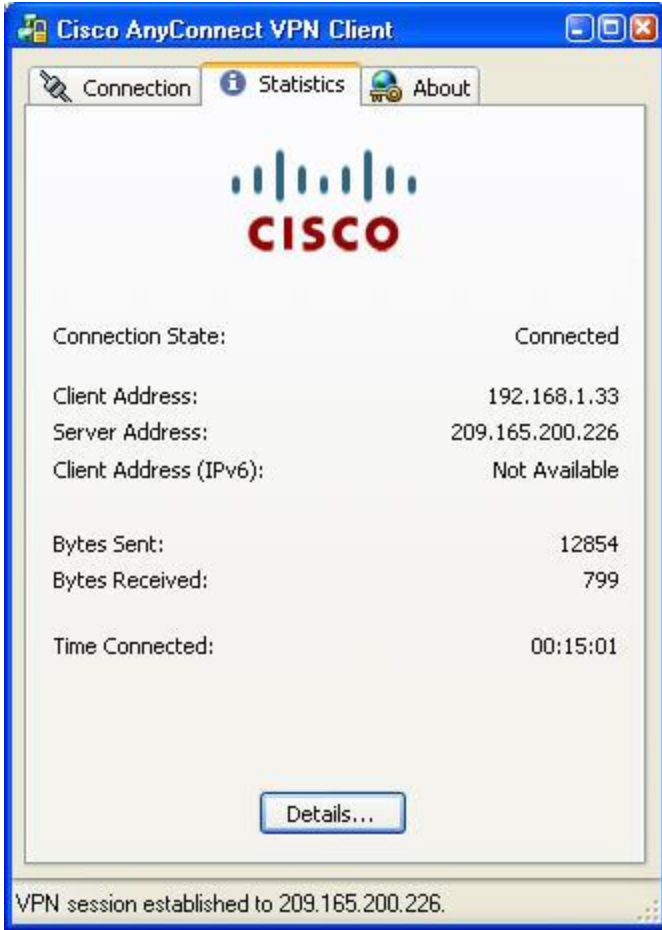 Cisco AnyConnect VPN Client
Connection Statistics About
CISCO
Connection State: Connected
Client Address: 192.168.1.33
Server Address: 209.165.200.226
Client Address (IPv6): Not Available
Bytes Sent: 12854
Bytes Received: 799
Time Connected: 00:15:01
Details...
VPN session established to 209.165.200.226.